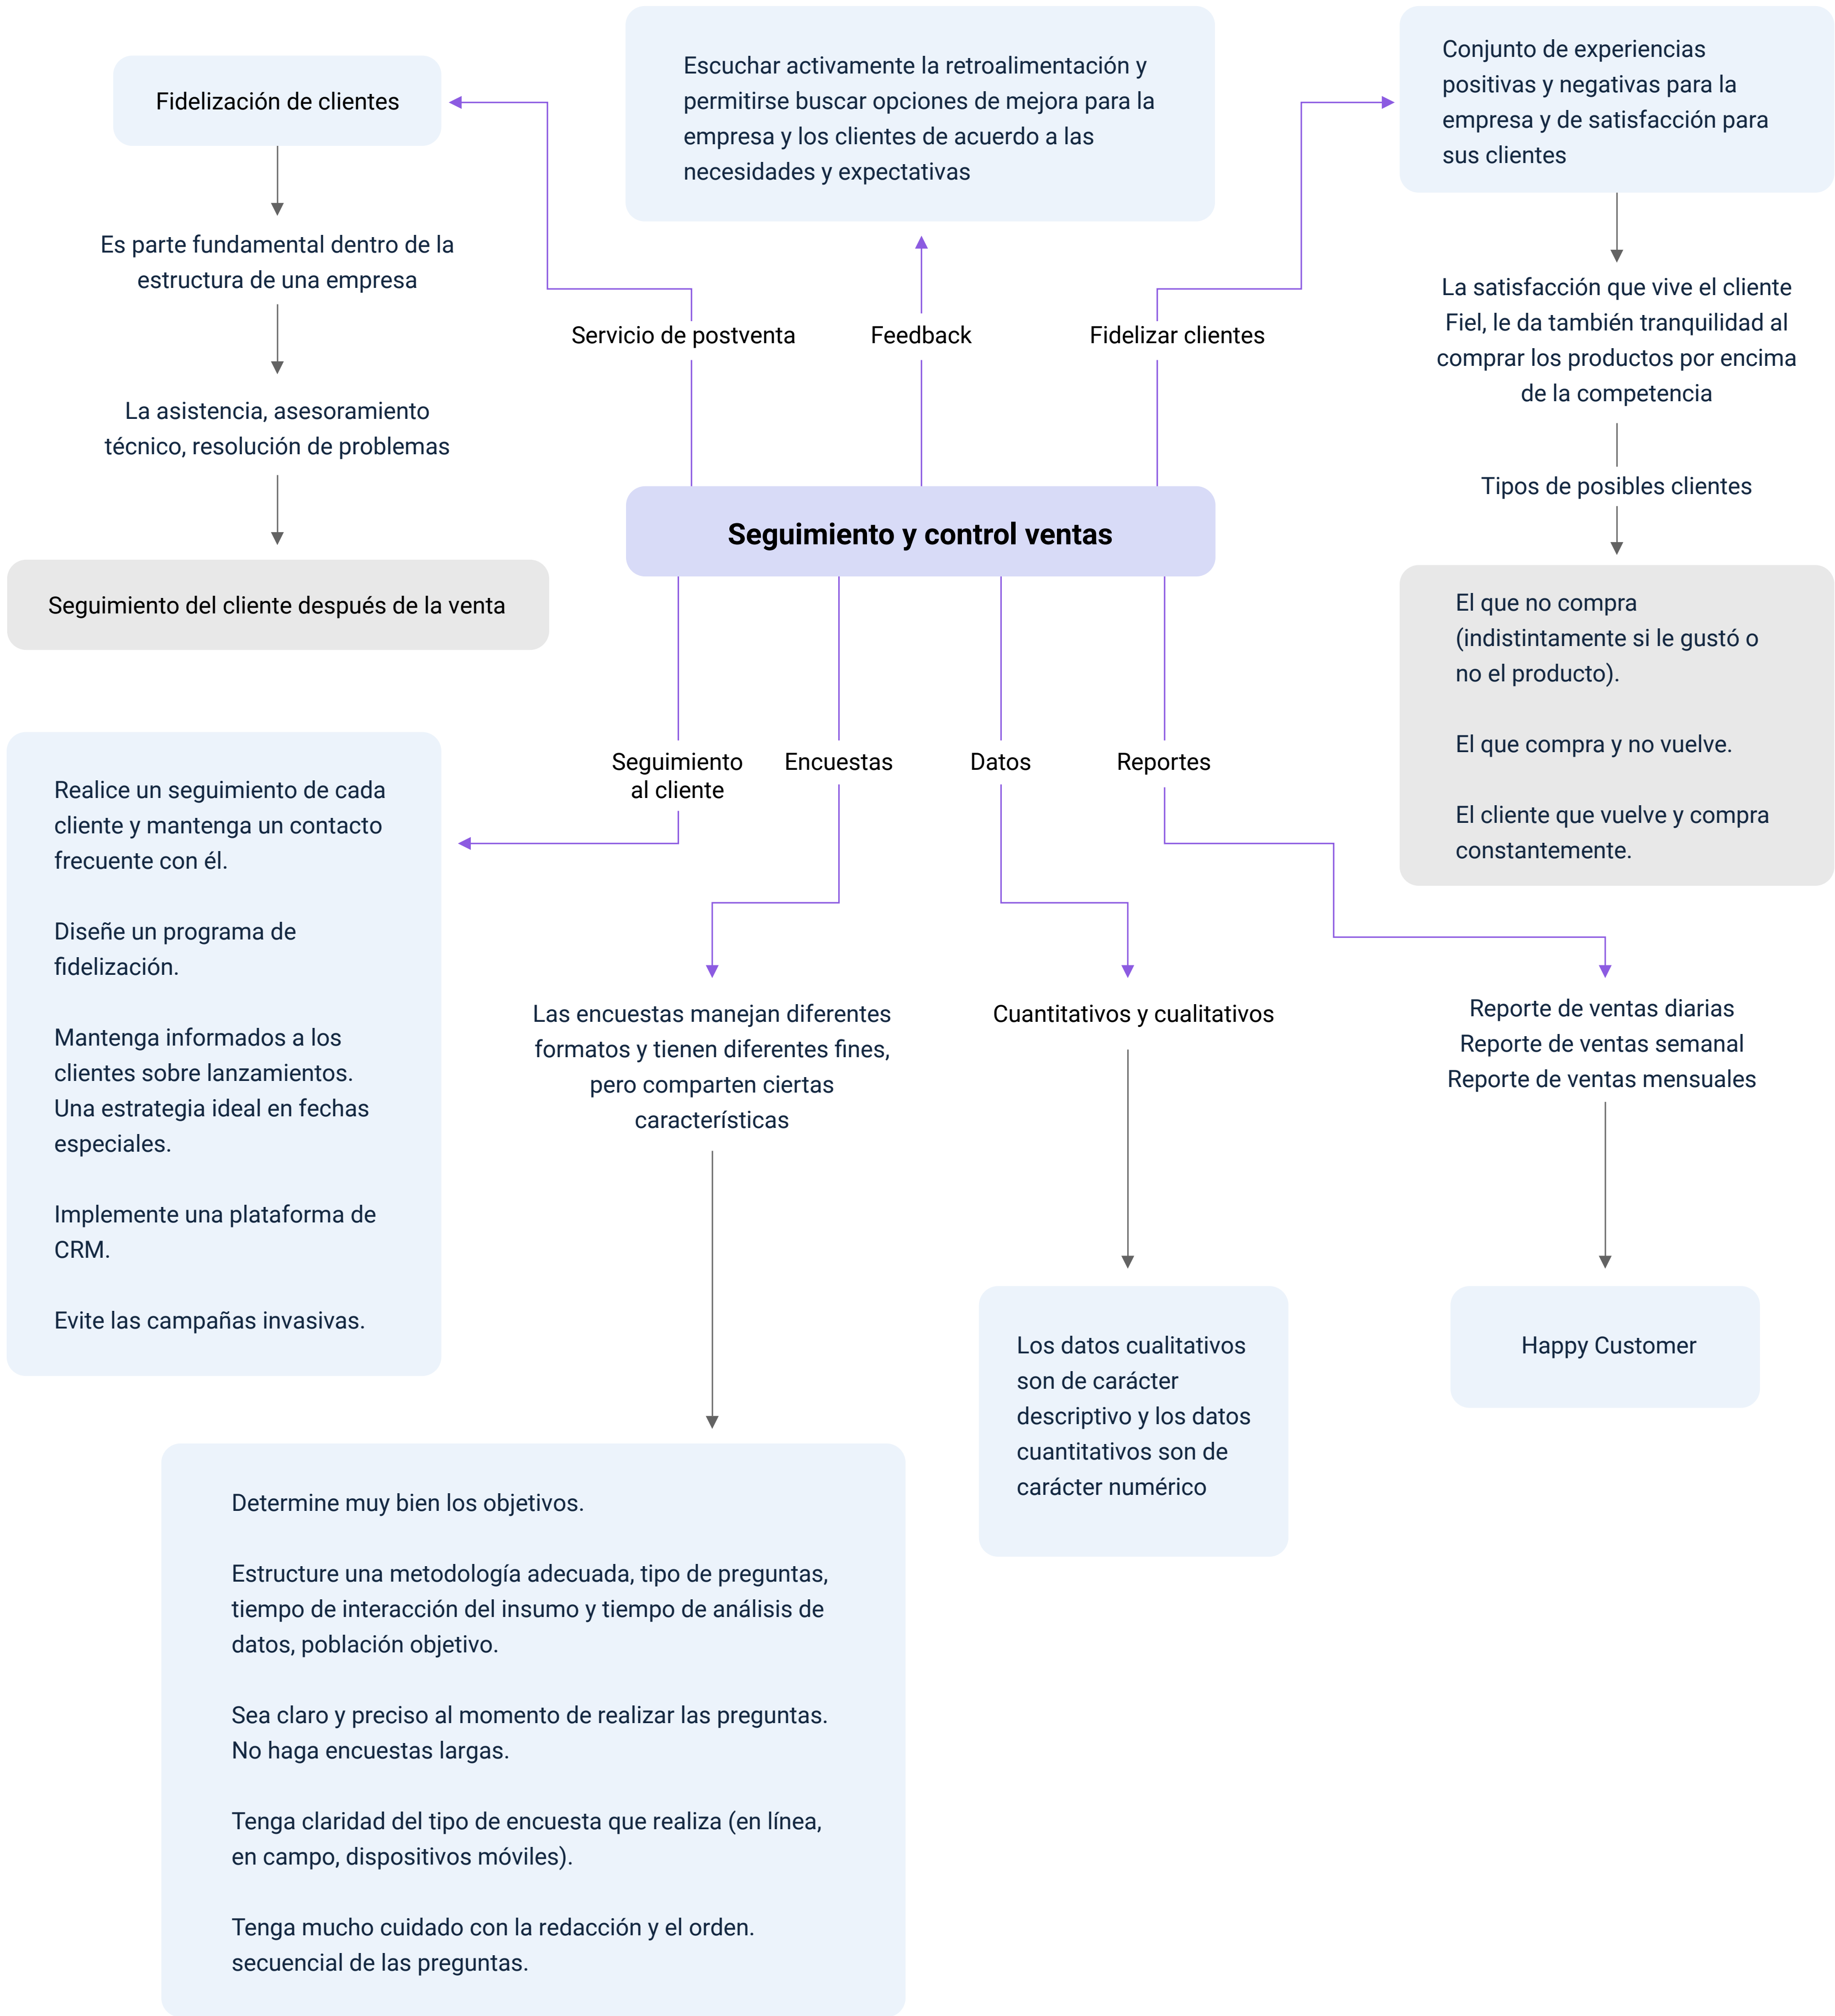 Fidelización de clientes
Es parte fundamental dentro de la
estructura de una empresa
La asistencia, asesoramiento
técnico, resolución de problemas
Seguimiento del cliente después de la venta
Escuchar activamente la retroalimentación y
permitirse buscar opciones de mejora para la
empresa y los clientes de acuerdo a las
necesidades y expectativas
Conjunto de experiencias
positivas y negativas para la
empresa y de satisfacción para
sus clientes
La satisfacción que vive el cliente
Fiel, le da también tranquilidad al
comprar los productos por encima
de la competencia
Tipos de posibles clientes
El que no compra
(indistintamente si le gustó o
no el producto).
El que compra y no vuelve.
El cliente que vuelve y compra
constantemente.
Servicio de postventa
Feedback
Fidelizar clientes
Seguimiento y control ventas
Seguimiento
al cliente
Encuestas
Datos
Reportes
Realice un seguimiento de cada
cliente y mantenga un contacto
frecuente con él.
Diseñe un programa de
fidelización.
Mantenga informados a los
clientes sobre lanzamientos.
Una estrategia ideal en fechas
especiales.
Implemente una plataforma de
CRM.
Evite las campañas invasivas.
Las encuestas manejan diferentes
formatos y tienen diferentes fines,
pero comparten ciertas
características
Determine muy bien los objetivos.
Estructure una metodología adecuada, tipo de preguntas,
tiempo de interacción del insumo y tiempo de análisis de
datos, población objetivo.
Sea claro y preciso al momento de realizar las preguntas.
No haga encuestas largas.
Tenga claridad del tipo de encuesta que realiza (en línea,
en campo, dispositivos móviles).
Tenga mucho cuidado con la redacción y el orden.
secuencial de las preguntas.
Cuantitativos y cualitativos
Los datos cualitativos
son de carácter
descriptivo y los datos
cuantitativos son de
carácter numérico
Reporte de ventas diarias
Reporte de ventas semanal
Reporte de ventas mensuales
Happy Customer